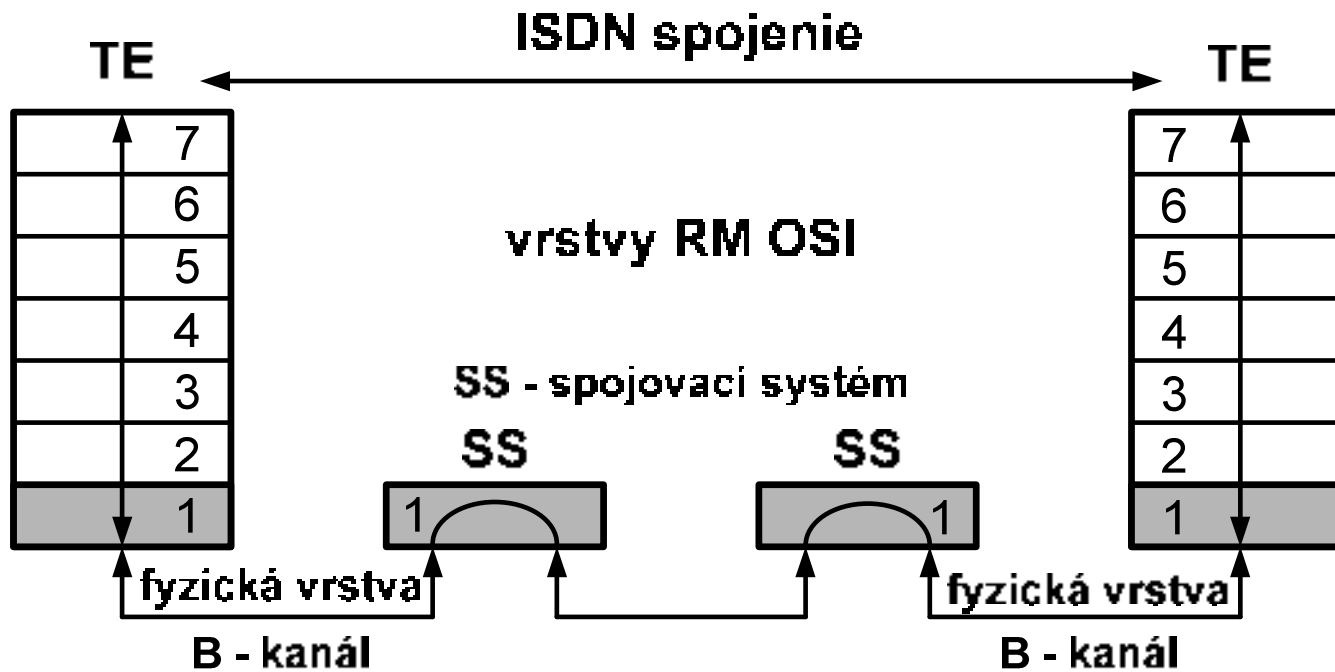 ISDN spojenie
TE
TE
7
6
5
4
3
2
1
7
6
5
4
3
2
1
vrstvy RM OSI
SS - spojovací systém
SS
SS
1
1
fyzická vrstva
fyzická vrstva
B - kanál
B - kanál